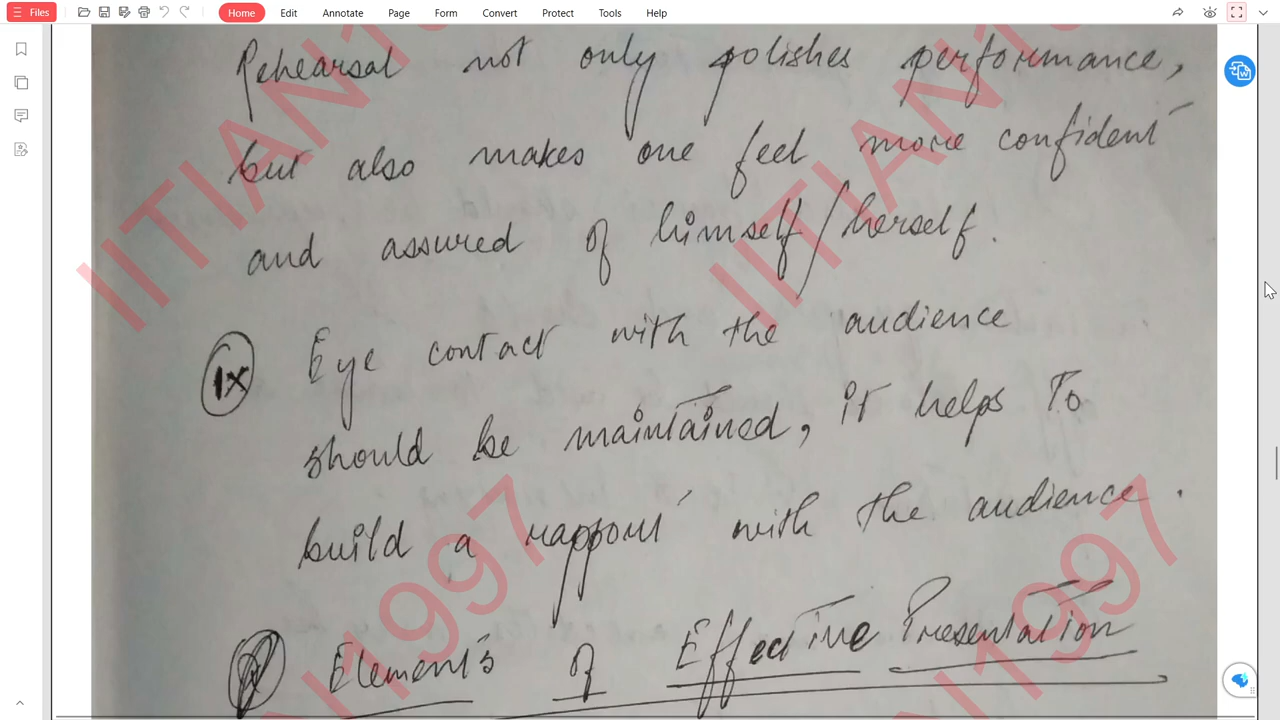 Files
Home
Edit
Annotate
Page
Form
Convert
Protect
Tools
Help
Rehearsal not only polishes performance,
but also makes one feel more confident
and assured of himself/herself.
ix Eye contact with the audience
should be maintained, it helps to
build a rapport with the audience.
Elements of Effective Presentation
IITIAN1997